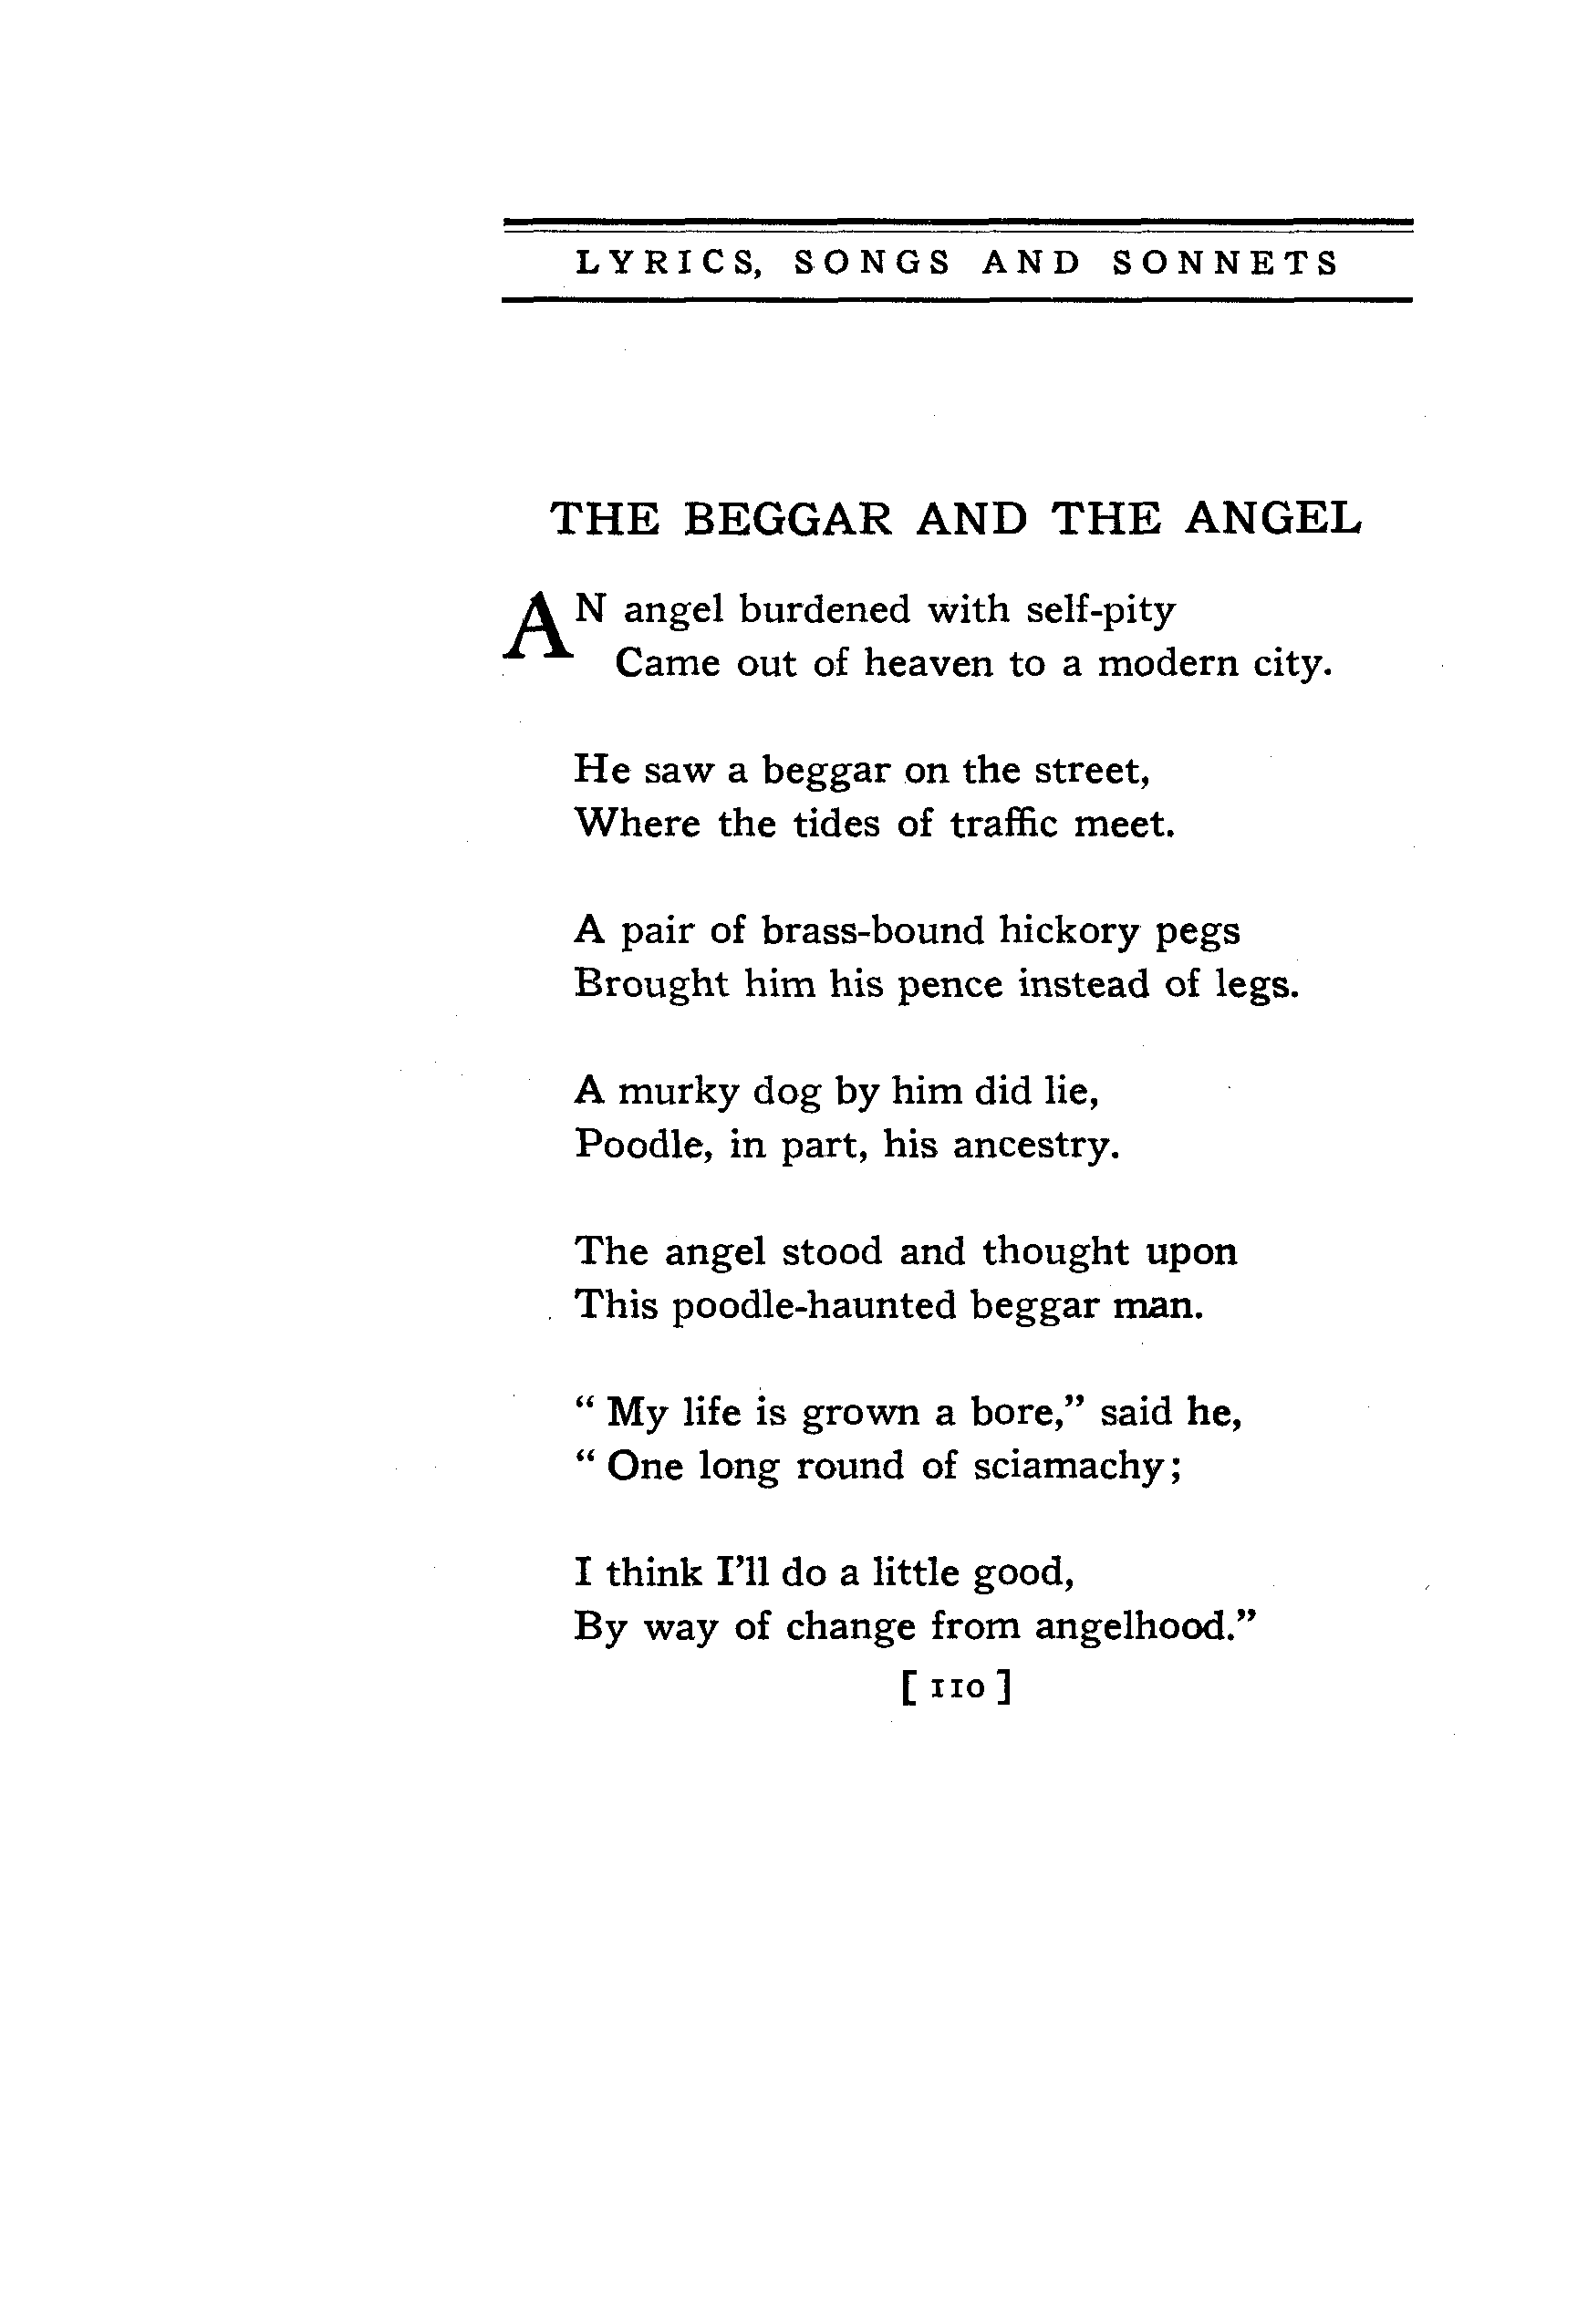 LYRICS, SONGS AND SONNETS
THE BEGGAR AND THE ANGEL
AN angel burdened with self-pity
Came out of heaven to a modern city.
He saw a beggar on the street,
Where the tides of traffic meet.
A pair of brass-bound hickory pegs
Brought him his pence instead of legs.
A murky dog by him did lie,
Poodle, in part, his ancestry.
The angel stood and thought upon
This poodle-haunted beggar man.
“ My life is grown a bore,” said he,
“ One long round of sciamachy;
I think I’ll do a little good,
By way of change from angelhood.”
[ 110 ]